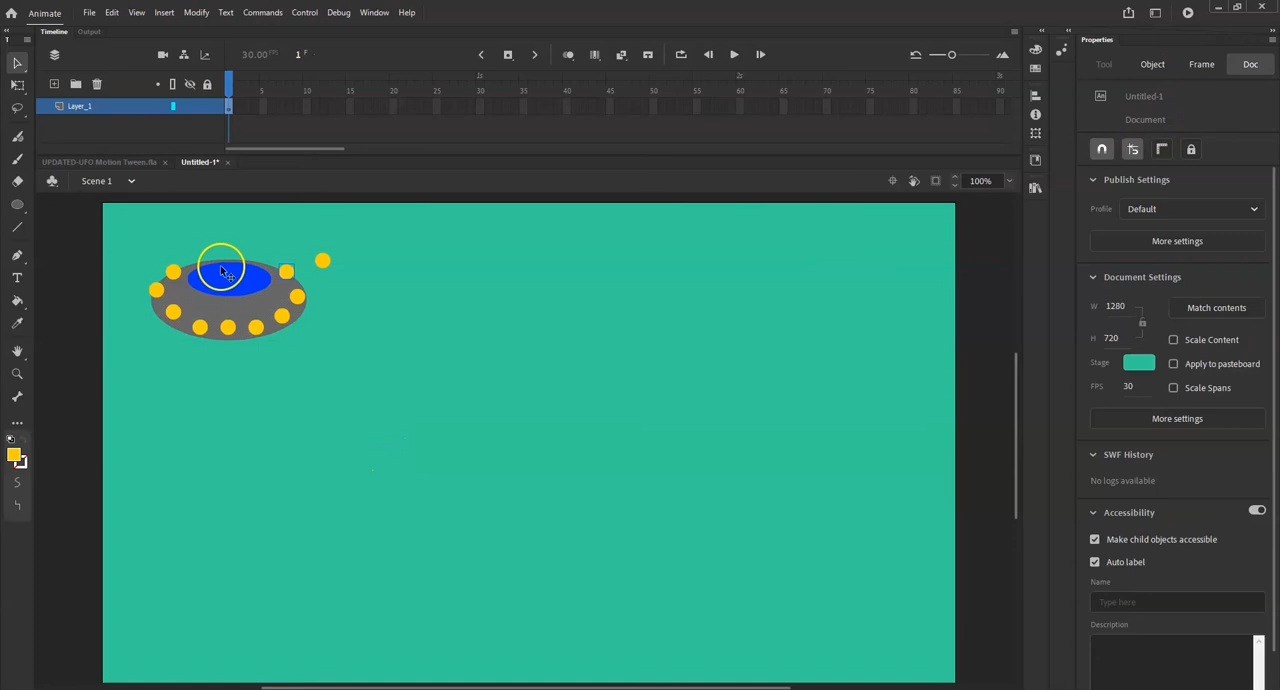 Animate File Edit View Insert Modify Text Commands Control Debug Window Help
Timeline Output
Properties
30.00 FPS 1 F
Tool Object Frame Doc
1s 2s 3s
5 10 15 20 25 30 35 40 45 50 55 60 65 70 75 80 85 90
Layer_1
Untitled-1
Document
UPDATED-UFO Motion Tween.fla × Untitled-1* ×
Scene 1
100%
Publish Settings
Profile Default
More settings
Document Settings
W 1280 Match contents
H 720 Scale Content
Stage Apply to pasteboard
FPS 30 Scale Spans
More settings
SWF History
No logs available
Accessibility
Make child objects accessible
Auto label
Name
Type here
Description